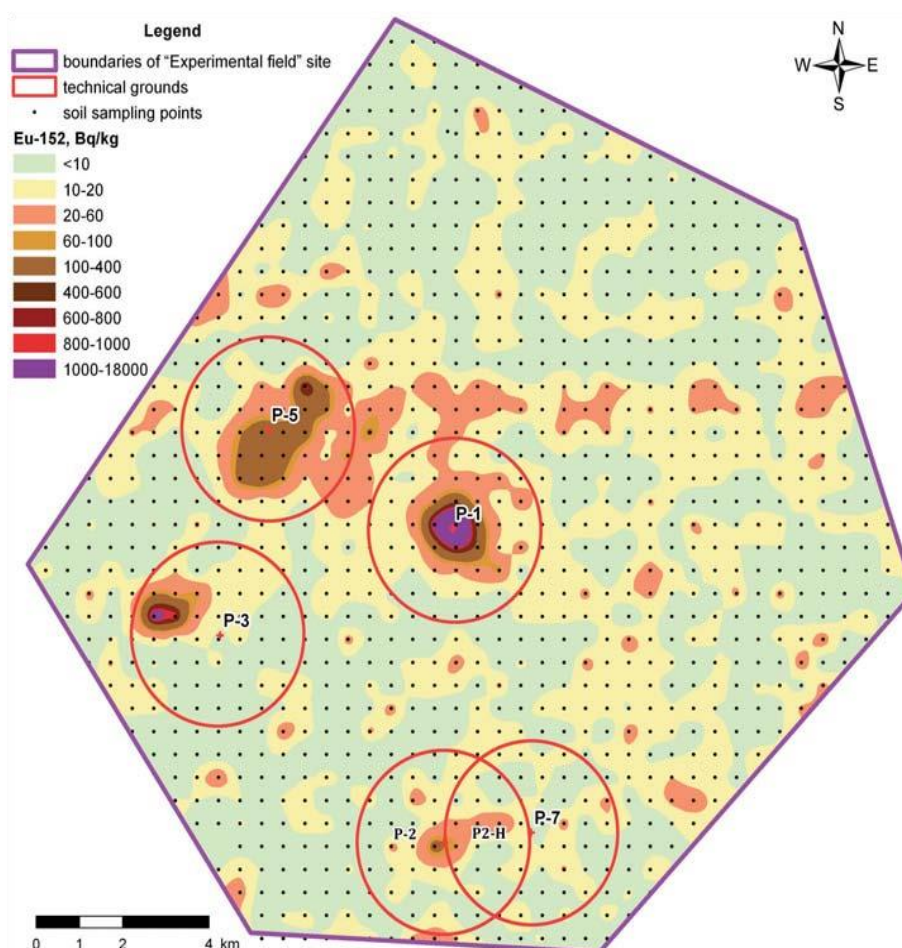 Legend
boundaries of “Experimental field” site
technical grounds
soil sampling points
Eu-152, Bq/kg
<10
10-20
20-60
60-100
100-400
400-600
600-800
800-1000
1000-18000
N
W E
S
P-5
P-1
P-3
P-7
P-2 P2-H
0 1 2 4 km